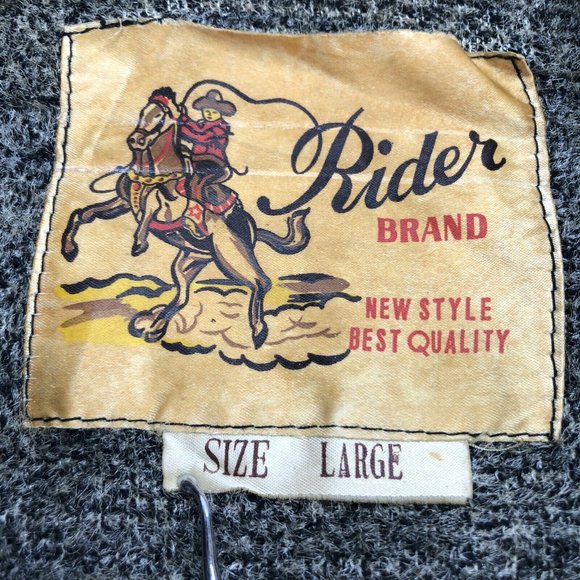 Rider
BRAND
NEW STYLE
BEST QUALITY
SIZE LARGE